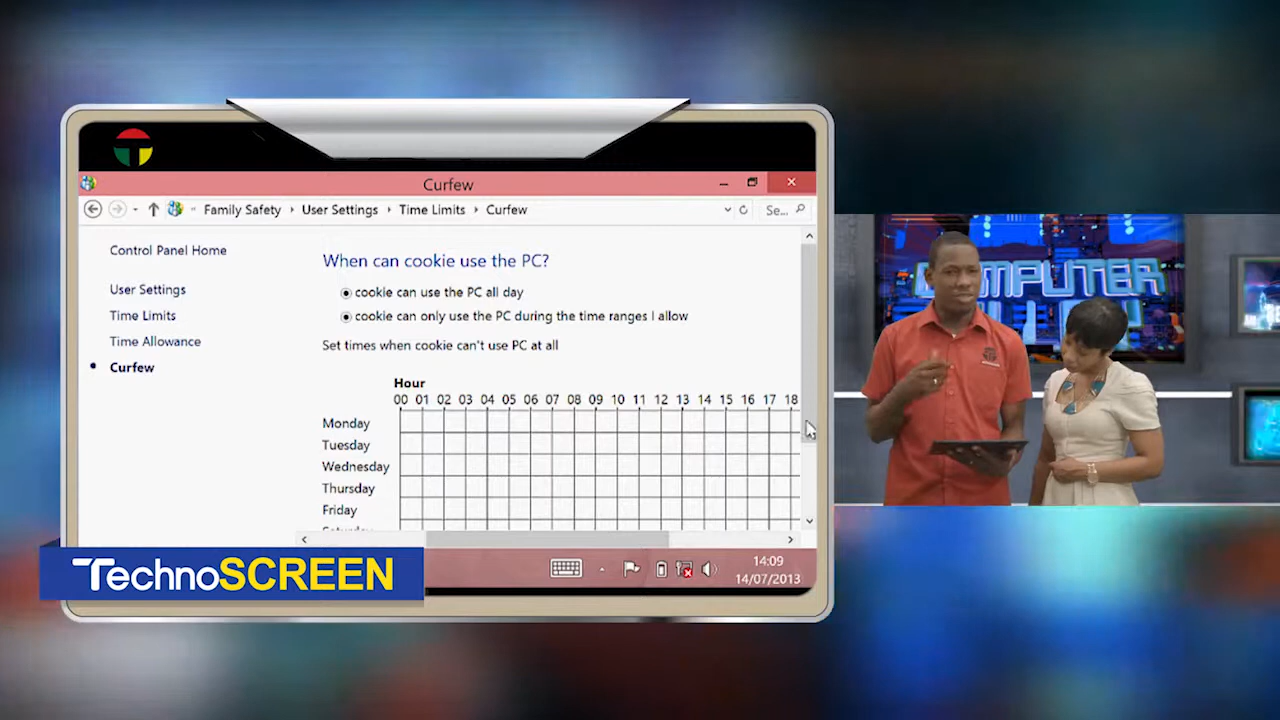 Curfew
Family Safety
User Settings
Time Limits
Curfew
Se...
Control Panel Home
User Settings
Time Limits
Time Allowance
Curfew
When can cookie use the PC?
cookie can use the PC all day
cookie can only use the PC during the time ranges I allow
Set times when cookie can't use PC at all
Hour
00 01 02 03 04 05 06 07 08 09 10 11 12 13 14 15 16 17 18
Monday
Tuesday
Wednesday
Thursday
Friday
Saturday
14:09
14/07/2013
TechnoSCREEN
COMPUTER